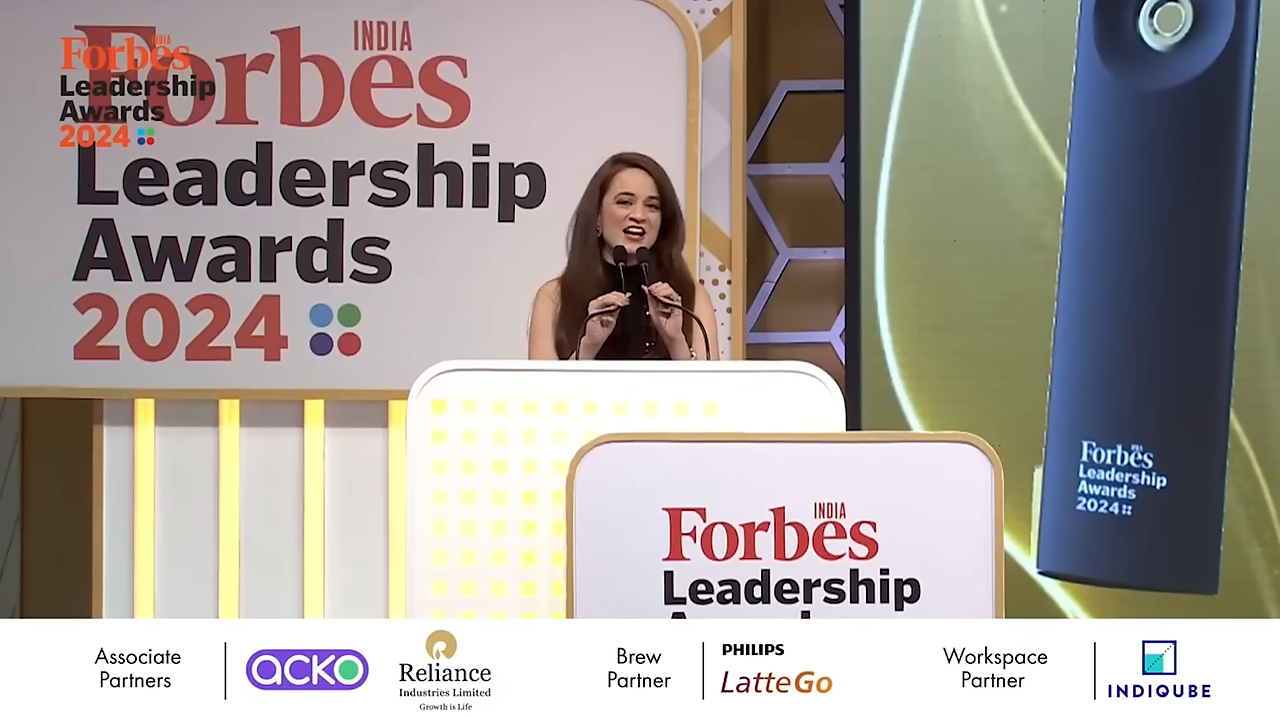 INDIA
Forbes
Leadership
Awards
2024
INDIA
Forbes
Leadership
Awards
2024
Forbes
Leadership
Awards
2024
INDIA
Forbes
Leadership
Associate
Partners
acko
Reliance
Industries Limited
Growth is Life
Brew
Partner
PHILIPS
LatteGo
Workspace
Partner
INDIQUBE